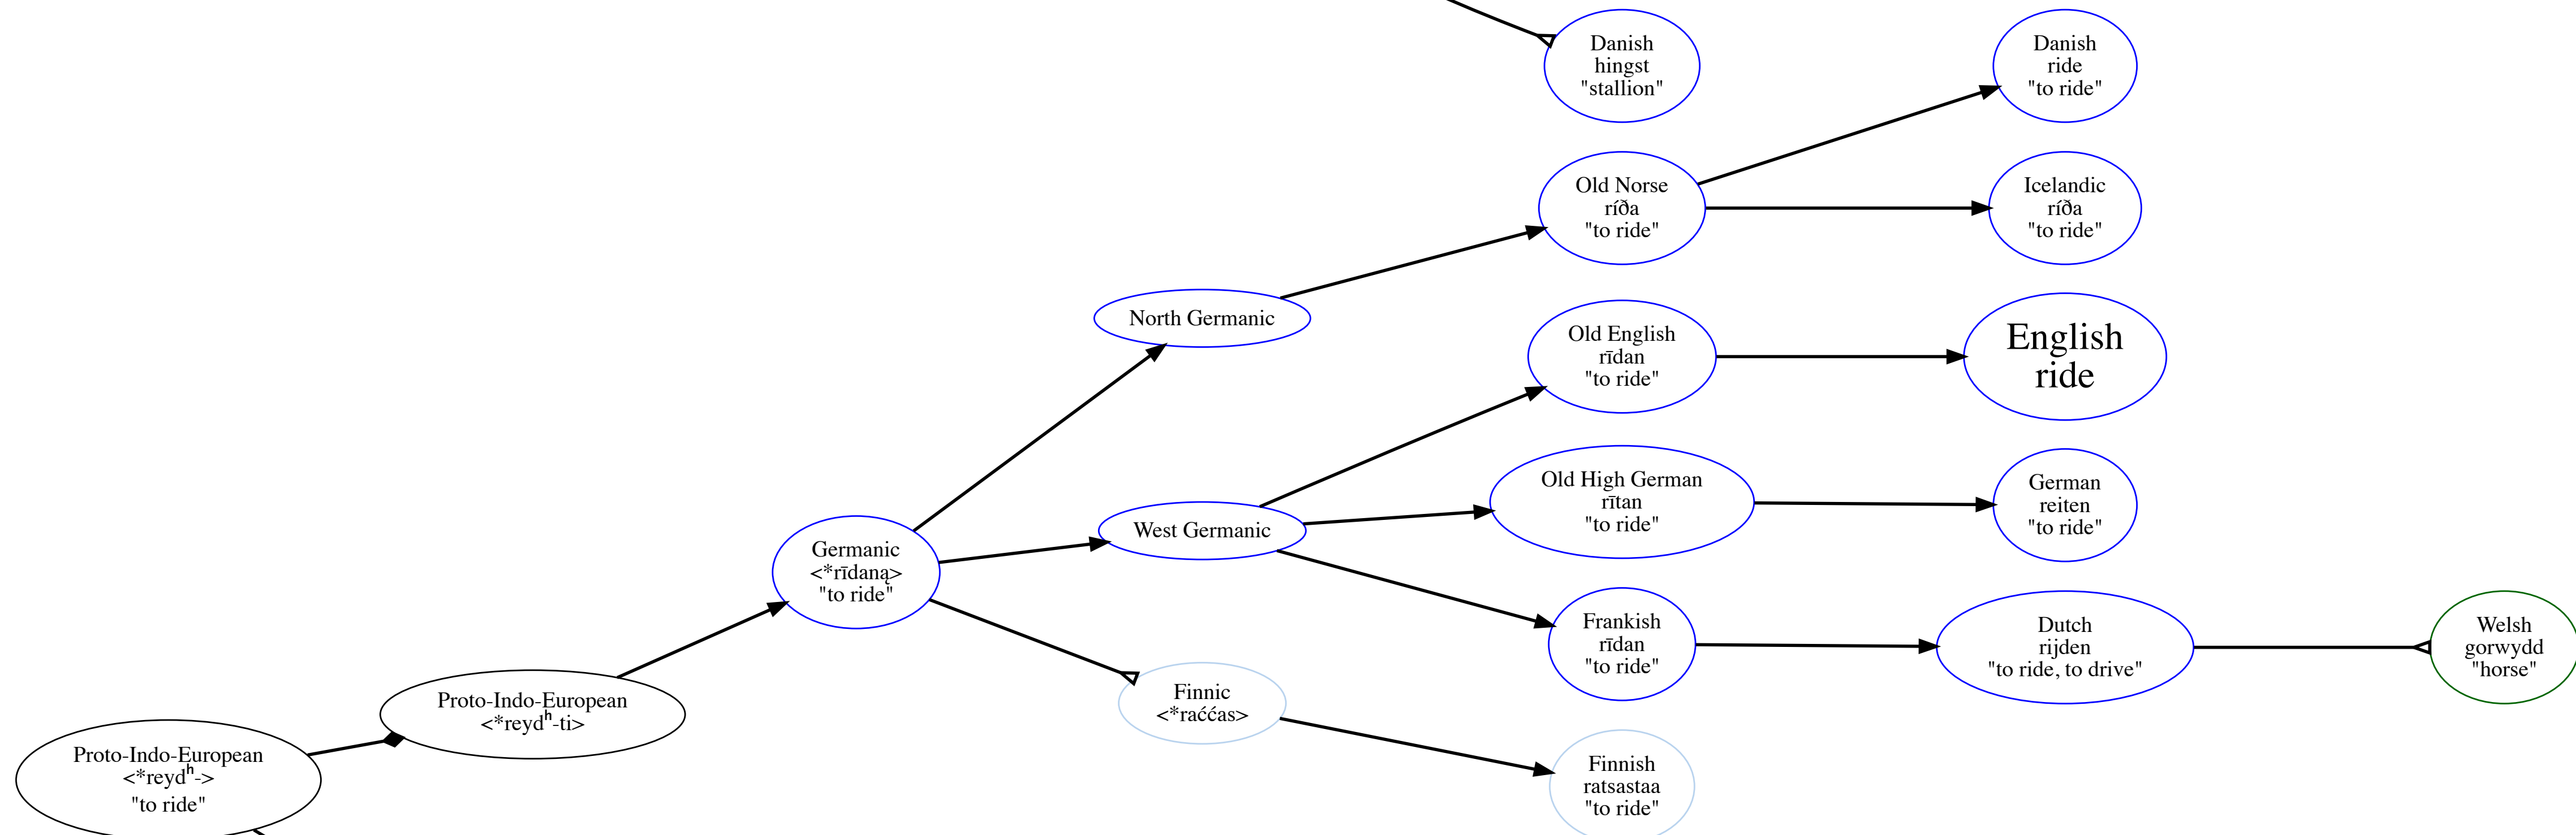 Danish
hingst
"stallion"
Danish
ride
"to ride"
Old Norse
ríða
"to ride"
Icelandic
ríða
"to ride"
North Germanic
Old English
rīdan
"to ride"
English
ride
West Germanic
Old High German
rītan
"to ride"
German
reiten
"to ride"
Germanic
<*rīdaną>
"to ride"
Frankish
rīdan
"to ride"
Dutch
rijden
"to ride, to drive"
Welsh
gorwydd
"horse"
Finnic
<*raććas>
Finnish
ratsastaa
"to ride"
Proto-Indo-European
<*reydʰ-ti>
Proto-Indo-European
<*reydʰ->
"to ride"